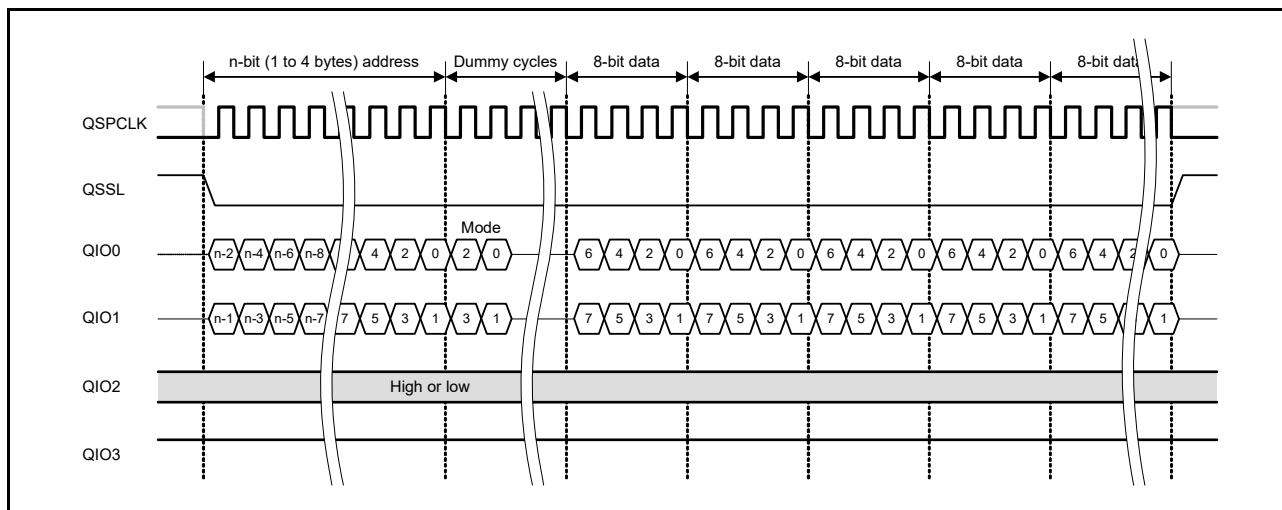 n-bit (1 to 4 bytes) address Dummy cycles 8-bit data 8-bit data 8-bit data 8-bit data 8-bit data
QSPCLK
QSSL
Mode
QIO0 n-2 n-4 n-6 n-8 4 2 0 2 0 6 4 2 0 6 4 2 0 6 4 2 0 6 4 2 0 6 4 2 0
QIO1 n-1 n-3 n-5 n-7 7 5 3 1 3 1 7 5 3 1 7 5 3 1 7 5 3 1 7 5 3 1 7 5 1
QIO2 High or low
QIO3